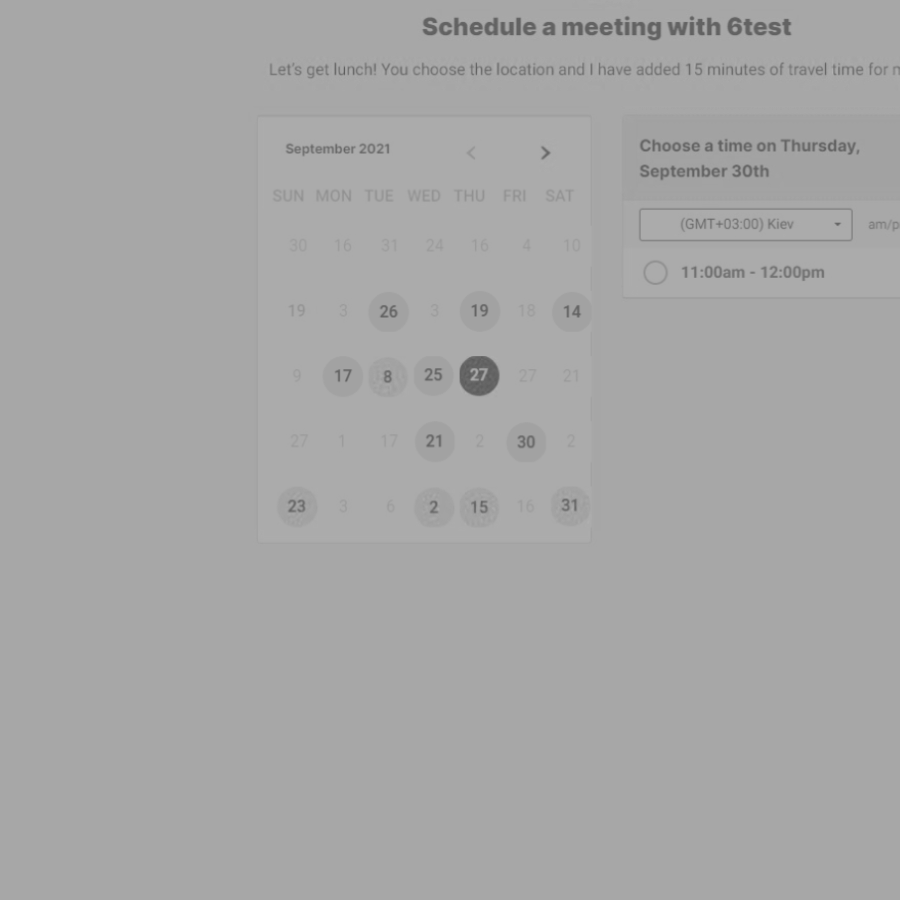 Schedule a meeting with 6test
Let's get lunch! You choose the location and I have added 15 minutes of travel time for
September 2021
SUN MON TUE WED THU FRI SAT
30 16 31 24 16 4 10
19 3 26 3 19 18 14
9 17 8 25 27 27 21
27 1 17 21 2 30 2
23 3 6 2 15 16 31
Choose a time on Thursday,
September 30th
(GMT+03:00) Kiev
am/p
11:00am - 12:00pm